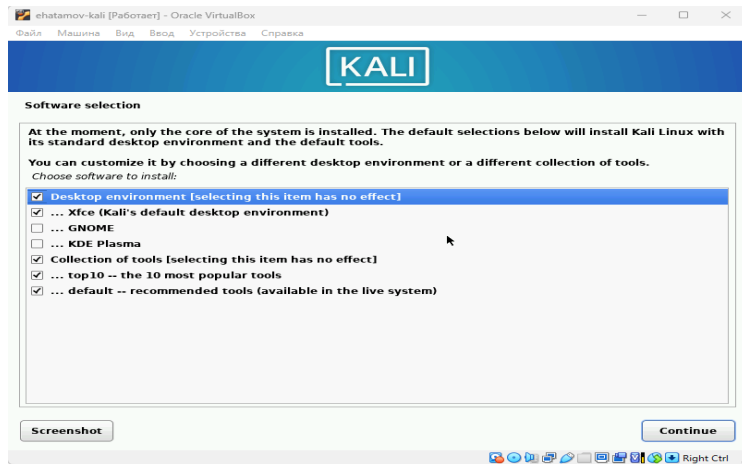 ehatamov-kali [Работает] - Oracle VirtualBox
Файл Машина Вид Ввод Устройства Справка
KALI
Software selection
At the moment, only the core of the system is installed. The default selections below will install Kali Linux with
its standard desktop environment and the default tools.
You can customize it by choosing a different desktop environment or a different collection of tools.
Choose software to install:
Desktop environment [selecting this item has no effect]
... Xfce (Kali's default desktop environment)
... GNOME
... KDE Plasma
Collection of tools [selecting this item has no effect]
... top10 -- the 10 most popular tools
... default -- recommended tools (available in the live system)
Screenshot
Continue
Right Ctrl